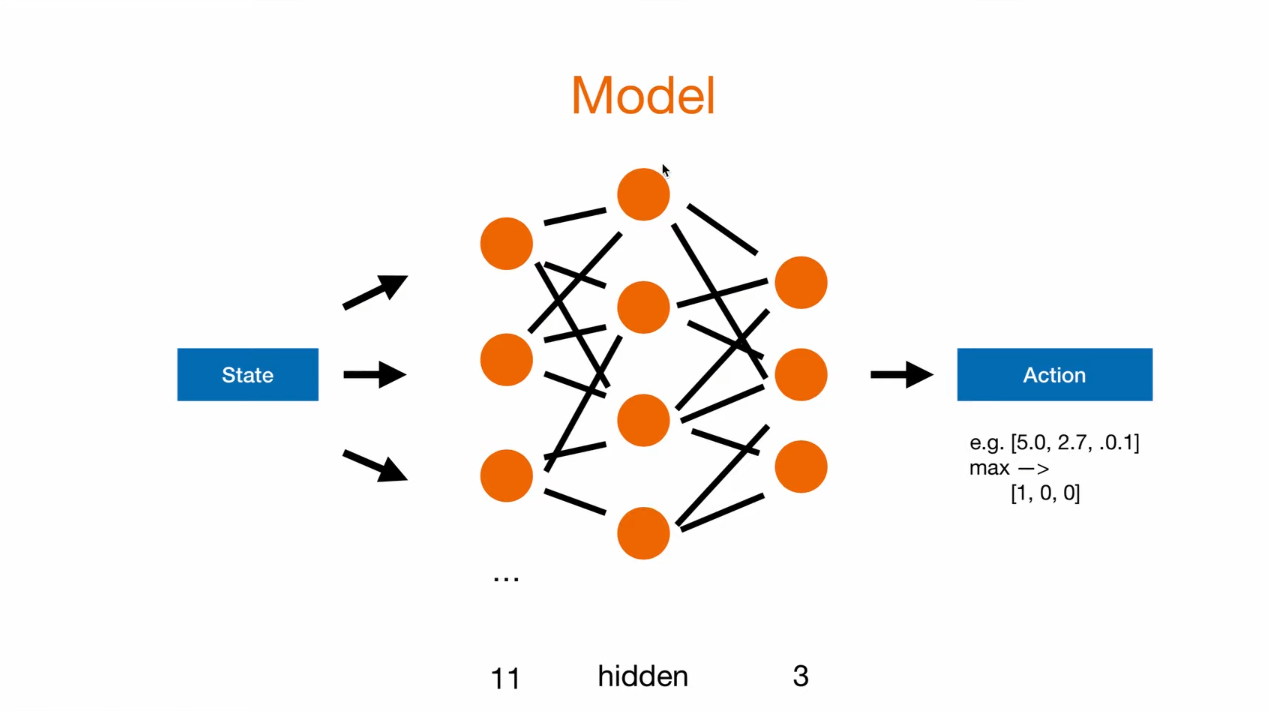 Model
State
Action
e.g. [5.0, 2.7, .0.1]
max —>
[1, 0, 0]
...
11
hidden
3